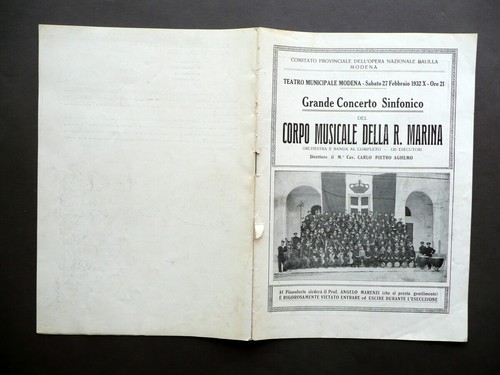 COMITATO PROVINCIALE DELL'OPERA NAZIONALE BALILLA
MODENA
TEATRO MUNICIPALE MODENA - Sabato 27 Febbraio 1932 X - Ore 21
Grande Concerto Sinfonico
DEL
CORPO MUSICALE DELLA R. MARINA
ORCHESTRA E BANDA AL COMPLETO - 120 ESECUTORI
Direttore il M.° Cav. CARLO PIETRO AGHEMO
Al Pianoforte siederà il Prof. ANGELO MARENZI (che si presta gentilmente)
È RIGOROSAMENTE VIETATO ENTRARE ed USCIRE DURANTE L'ESECUZIONE